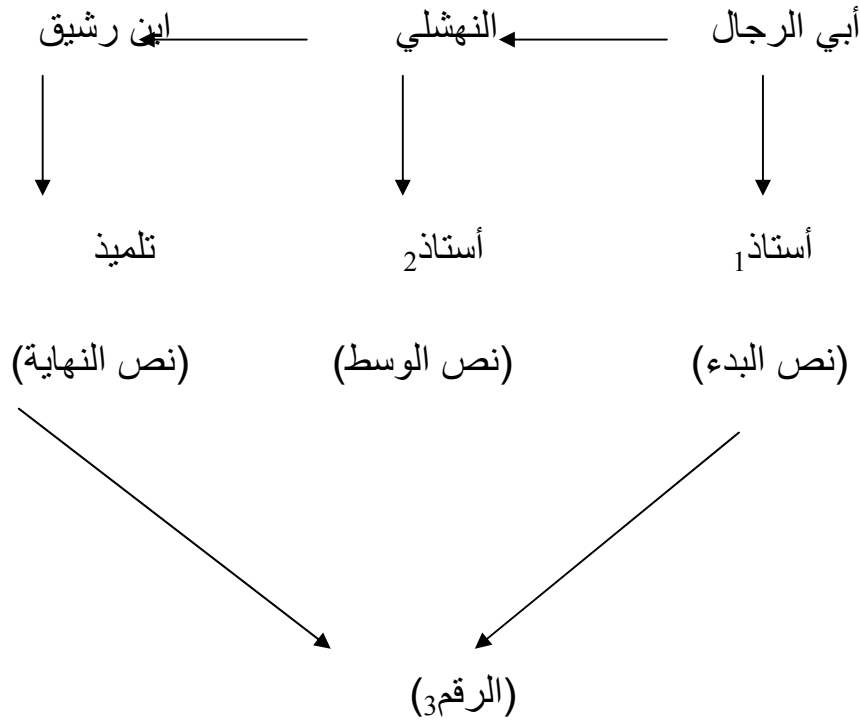 أبي الرجال النهشلي ابن رشيق
أستاذ1 أستاذ2 تلميذ
(نص البدء) (نص الوسط) (نص النهاية)
(الرقم3)